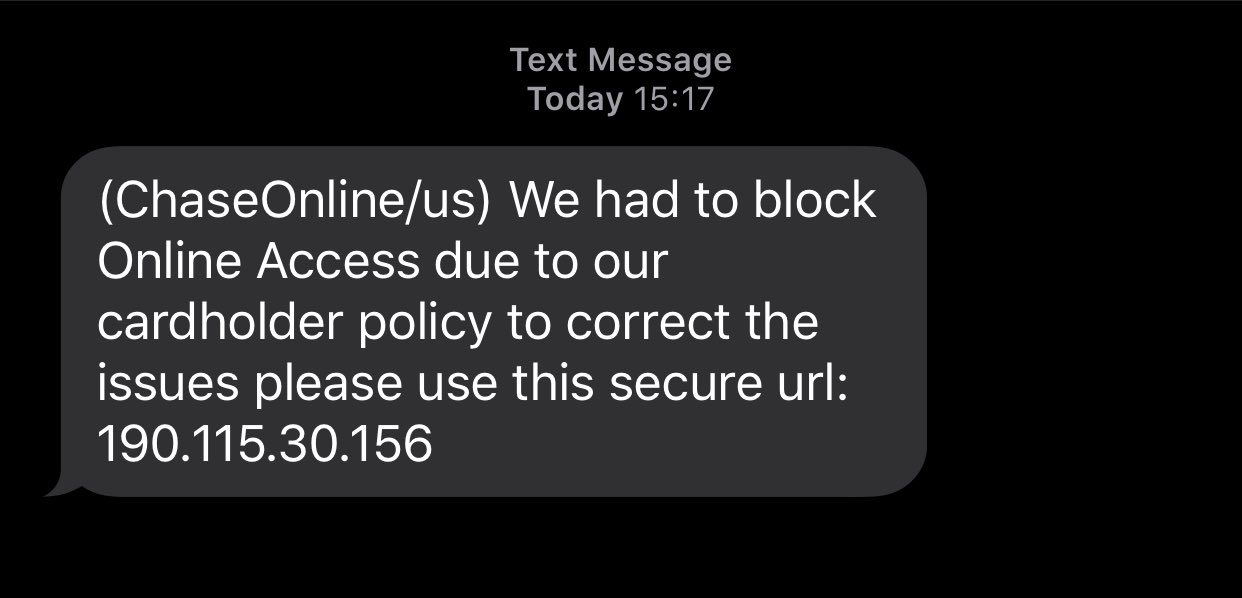 Text Message
Today 15:17
(ChaseOnline/us) We had to block
Online Access due to our
cardholder policy to correct the
issues please use this secure url:
190.115.30.156